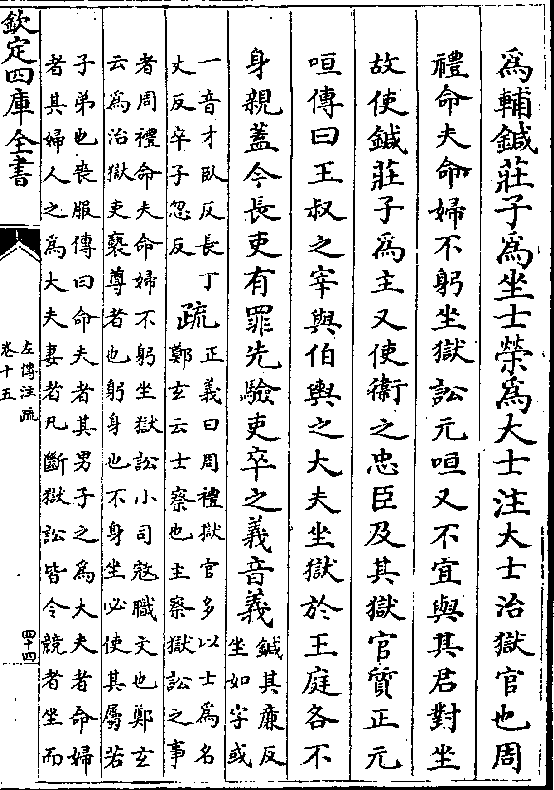 爲輔鍼莊子爲坐士榮爲大士注大士治獄官也周
禮命夫命婦不躬坐獄訟元咺又不宜與其君對坐
故使鍼莊子爲主又使衛之忠臣及其獄官質正元
咺傳曰王叔之宰與伯輿之大夫坐獄於王庭各不
身親蓋今長吏有罪先驗吏卒之義音義
鍼其廉反
坐如字或
一音才臥反長丁
丈反卒子忽反
疏
正義曰周禮獄官多以士爲名
鄭玄云士察也主察獄訟之事
者周禮命夫命婦不躬坐獄訟小司寇職文也鄭玄
云爲治獄吏褻尊者也躬身也不身坐必使其屬若
子弟也喪服傳曰命夫者其男子之爲大夫者命婦
者其婦人之爲大夫妻者凡斷獄訟皆令競者坐而
欽定四庫全書
左傳注疏
卷十五
四十四